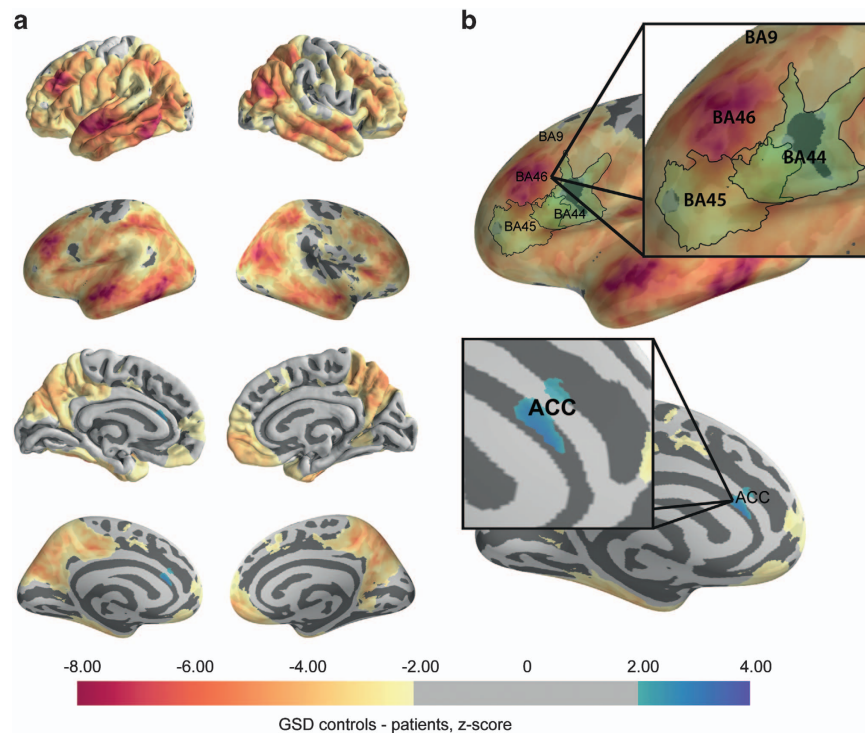 a
b
BA9
BA46
BA44
BA45
BA9
BA46
BA44
BA45
ACC
ACC
-8.00 -6.00 -4.00 -2.00 0 2.00 4.00
GSD controls - patients, z-score